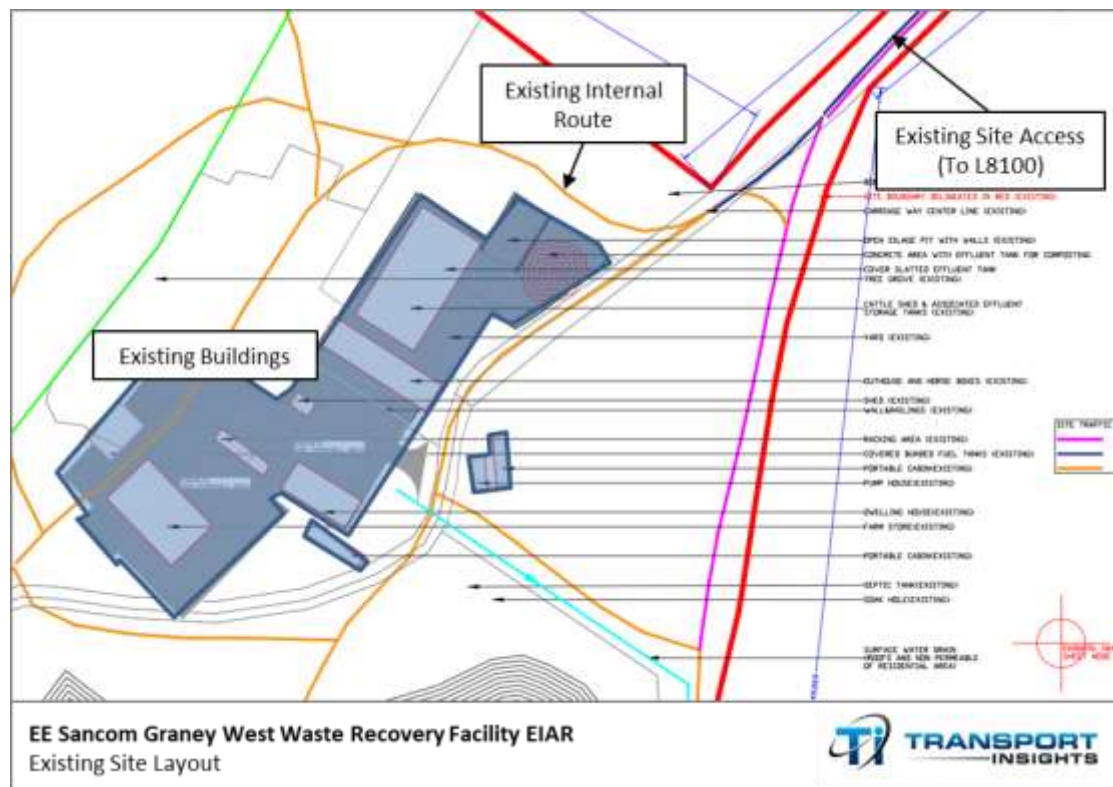 Existing Internal
Route
Existing Site Access
(To L8100)
SITE BOUNDARY DELINEATED IN RED (EXISTING)
CARRIAGE WAY CENTER LINE (EXISTING)
OPEN SILAGE PIT WITH WALLS (EXISTING)
CONCRETE AREA WITH EFFLUENT TANK FOR COMPOSTING
COVER SLATTED EFFLUENT TANK
TREE GROVE (EXISTING)
CATTLE SHED & ASSOCIATED EFFLUENT
STORAGE TANKS (EXISTING)
YARD (EXISTING)
Existing Buildings
OUTHOUSE AND HORSE BOXES (EXISTING)
SHED (EXISTING)
WALL&RAILINGS (EXISTING)
RACKING AREA (EXISTING)
COVERED BUNDED FUEL TANKS (EXISTING)
PORTABLE CABIN(EXISTING)
PUMP HOUSE(EXISTING)
SITE TRAFFIC
DWELLING HOUSE(EXISTING)
FARM STORE(EXISTING)
PORTABLE CABIN(EXISTING)
SEPTIC TANK(EXISTING)
SOAK HOLE(EXISTING)
SURFACE WATER DRAIN
(ROOFS AND NON PERMEABLE
OF RESIDENTIAL AREA)
EE Sancom Graney West Waste Recovery Facility EIAR
Existing Site Layout
Ti TRANSPORT
INSIGHTS